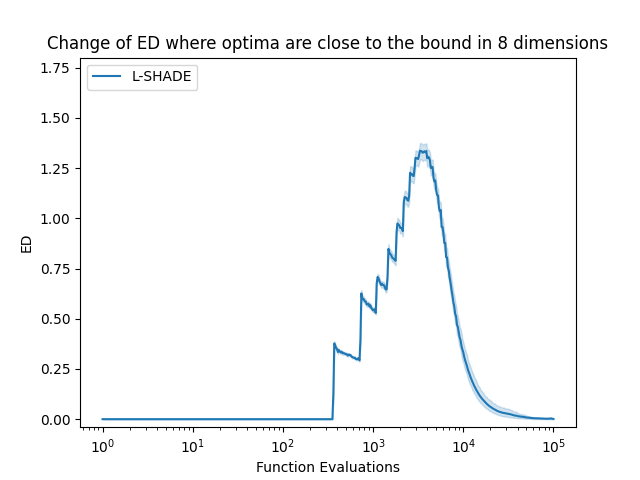 Change of ED where optima are close to the bound in 8 dimensions
L-SHADE
ED
1.75
1.50
1.25
1.00
0.75
0.50
0.25
0.00
10⁰ 10¹ 10² 10³ 10⁴ 10⁵
Function Evaluations